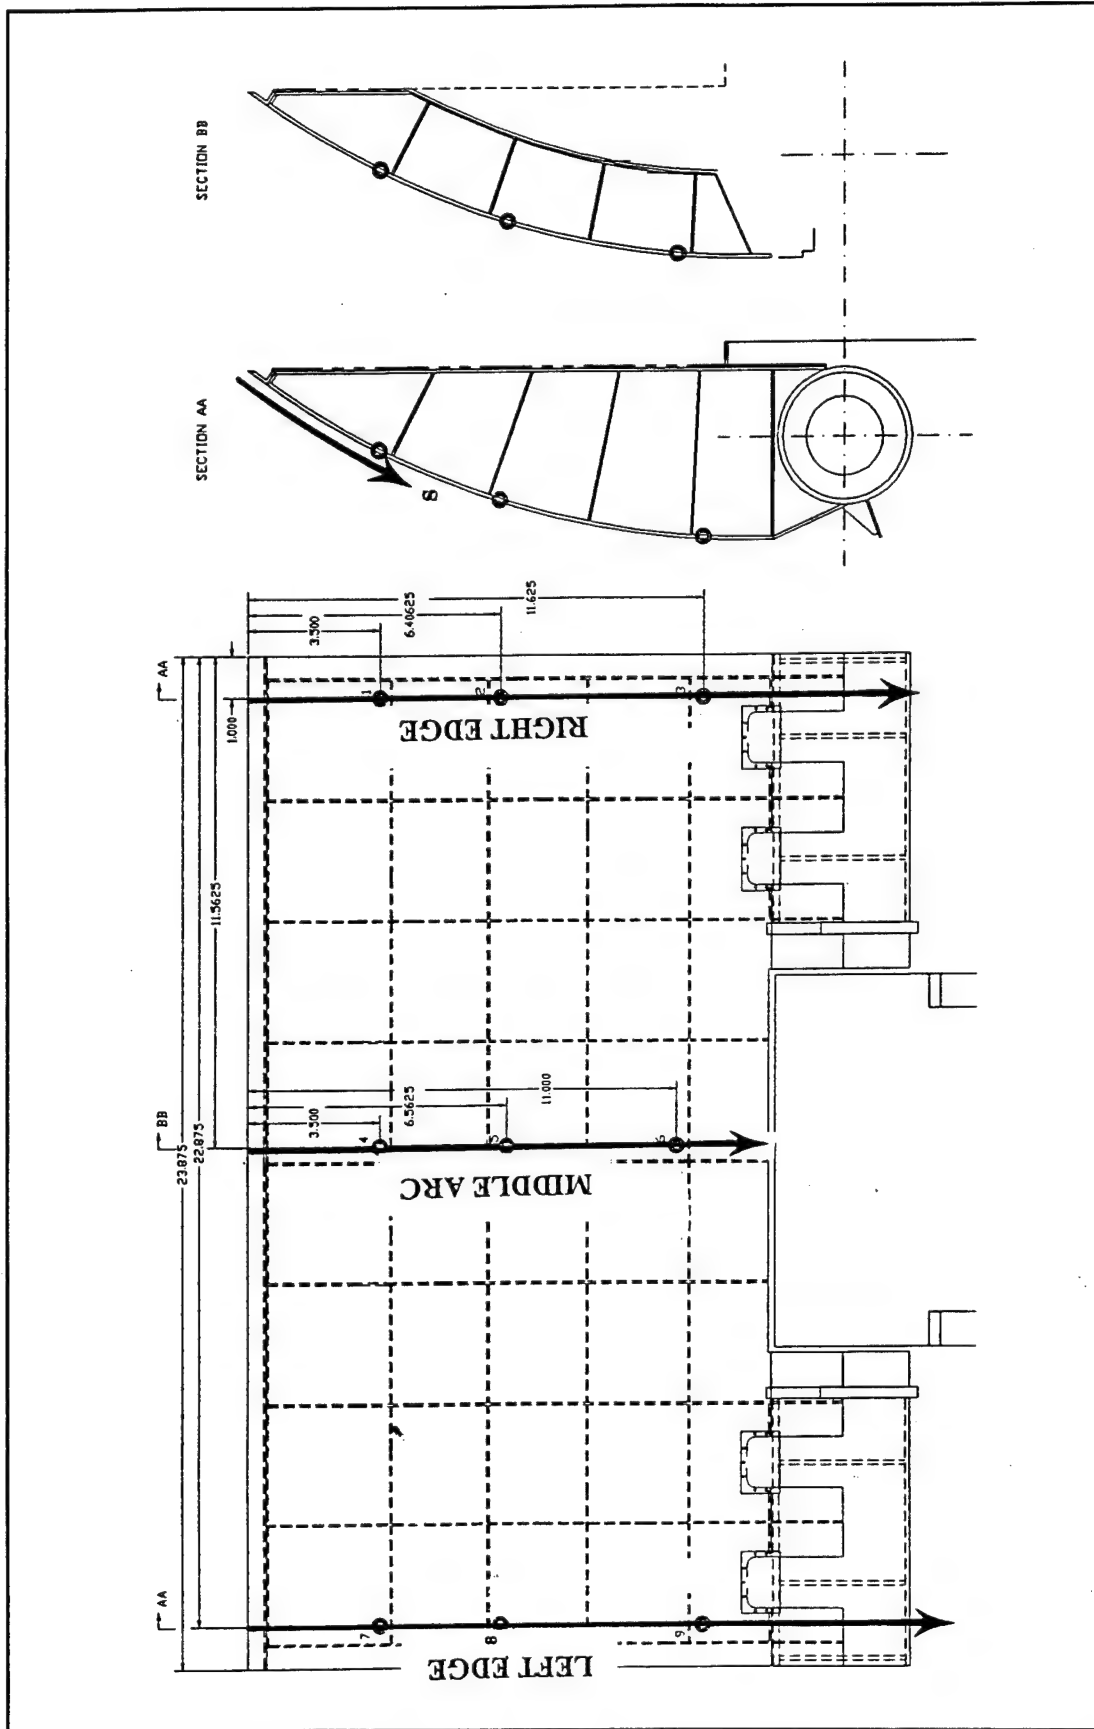 SECTION BB
SECTION AA
S
11.625
6.40625
3.500
AA
1.000
1
2
3
RIGHT EDGE
11.5625
BB
23.875
22.875
11.000
6.5625
3.500
4
5
6
MIDDLE ARC
AA
7
8
9
LEFT EDGE